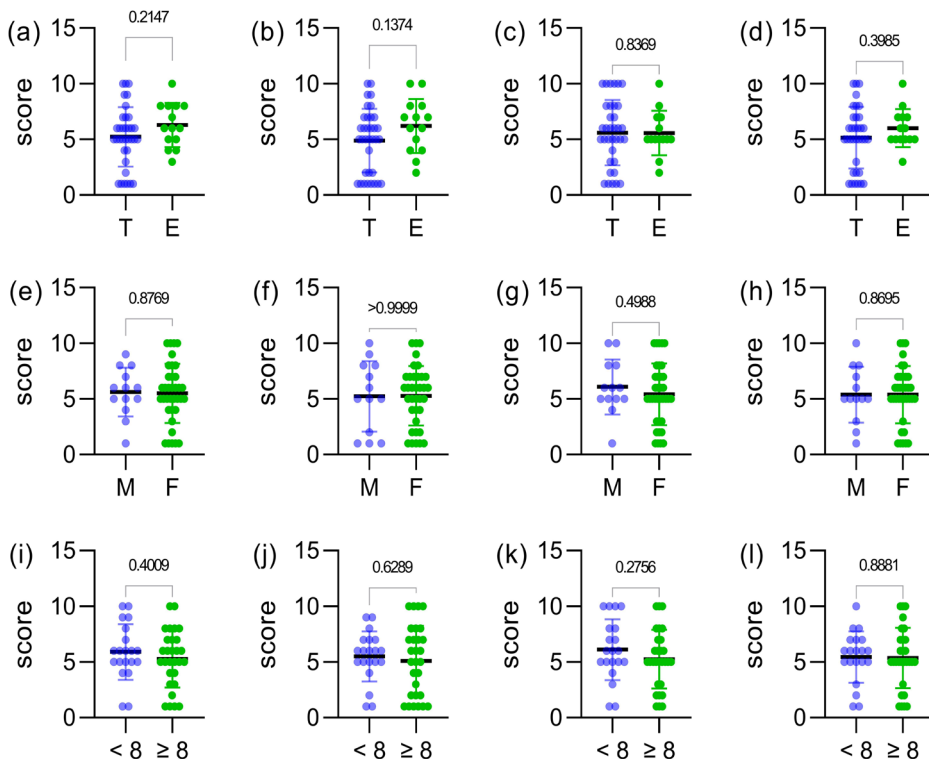 (a) 0.2147
score
15
10
5
0
T E
(b) 0.1374
score
15
10
5
0
T E
(c) 0.8369
score
15
10
5
0
T E
(d) 0.3985
score
15
10
5
0
T E
(e) 0.8769
score
15
10
5
0
M F
(f) >0.9999
score
15
10
5
0
M F
(g) 0.4988
score
15
10
5
0
M F
(h) 0.8695
score
15
10
5
0
M F
(i) 0.4009
score
15
10
5
0
< 8 ≥ 8
(j) 0.6289
score
15
10
5
0
< 8 ≥ 8
(k) 0.2756
score
15
10
5
0
< 8 ≥ 8
(l) 0.8881
score
15
10
5
0
< 8 ≥ 8